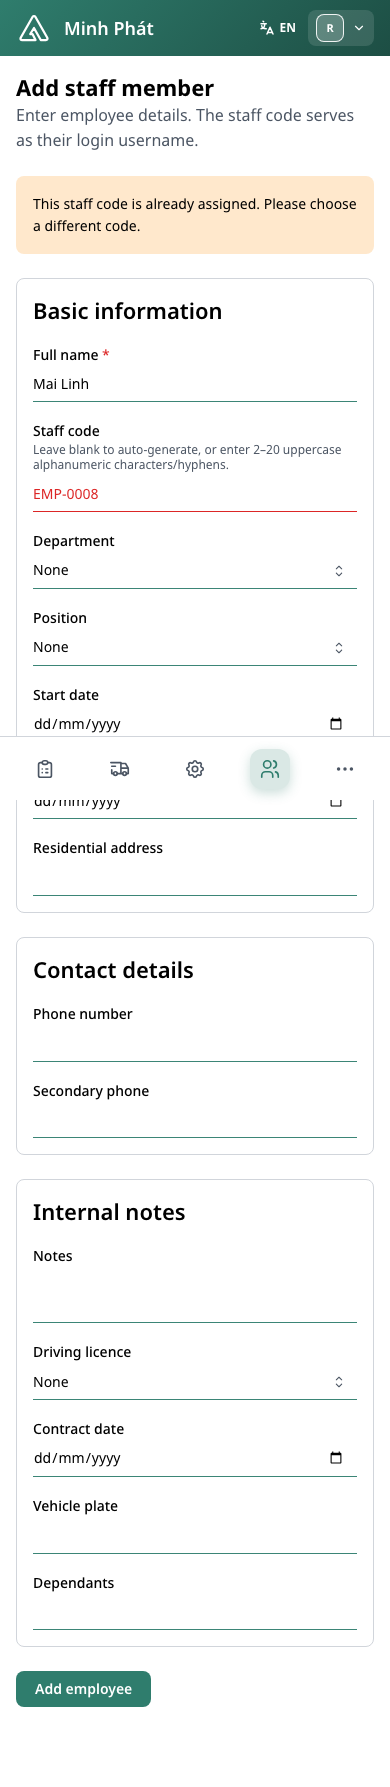 Minh Phát
EN
R
Add staff member
Enter employee details. The staff code serves
as their login username.
This staff code is already assigned. Please choose
a different code.
Basic information
Full name *
Mai Linh
Staff code
Leave blank to auto-generate, or enter 2–20 uppercase
alphanumeric characters/hyphens.
EMP-0008
Department
None
Position
None
Start date
dd/mm/yyyy
dd/mm/yyyy
Residential address
Contact details
Phone number
Secondary phone
Internal notes
Notes
Driving licence
None
Contract date
dd/mm/yyyy
Vehicle plate
Dependants
Add employee